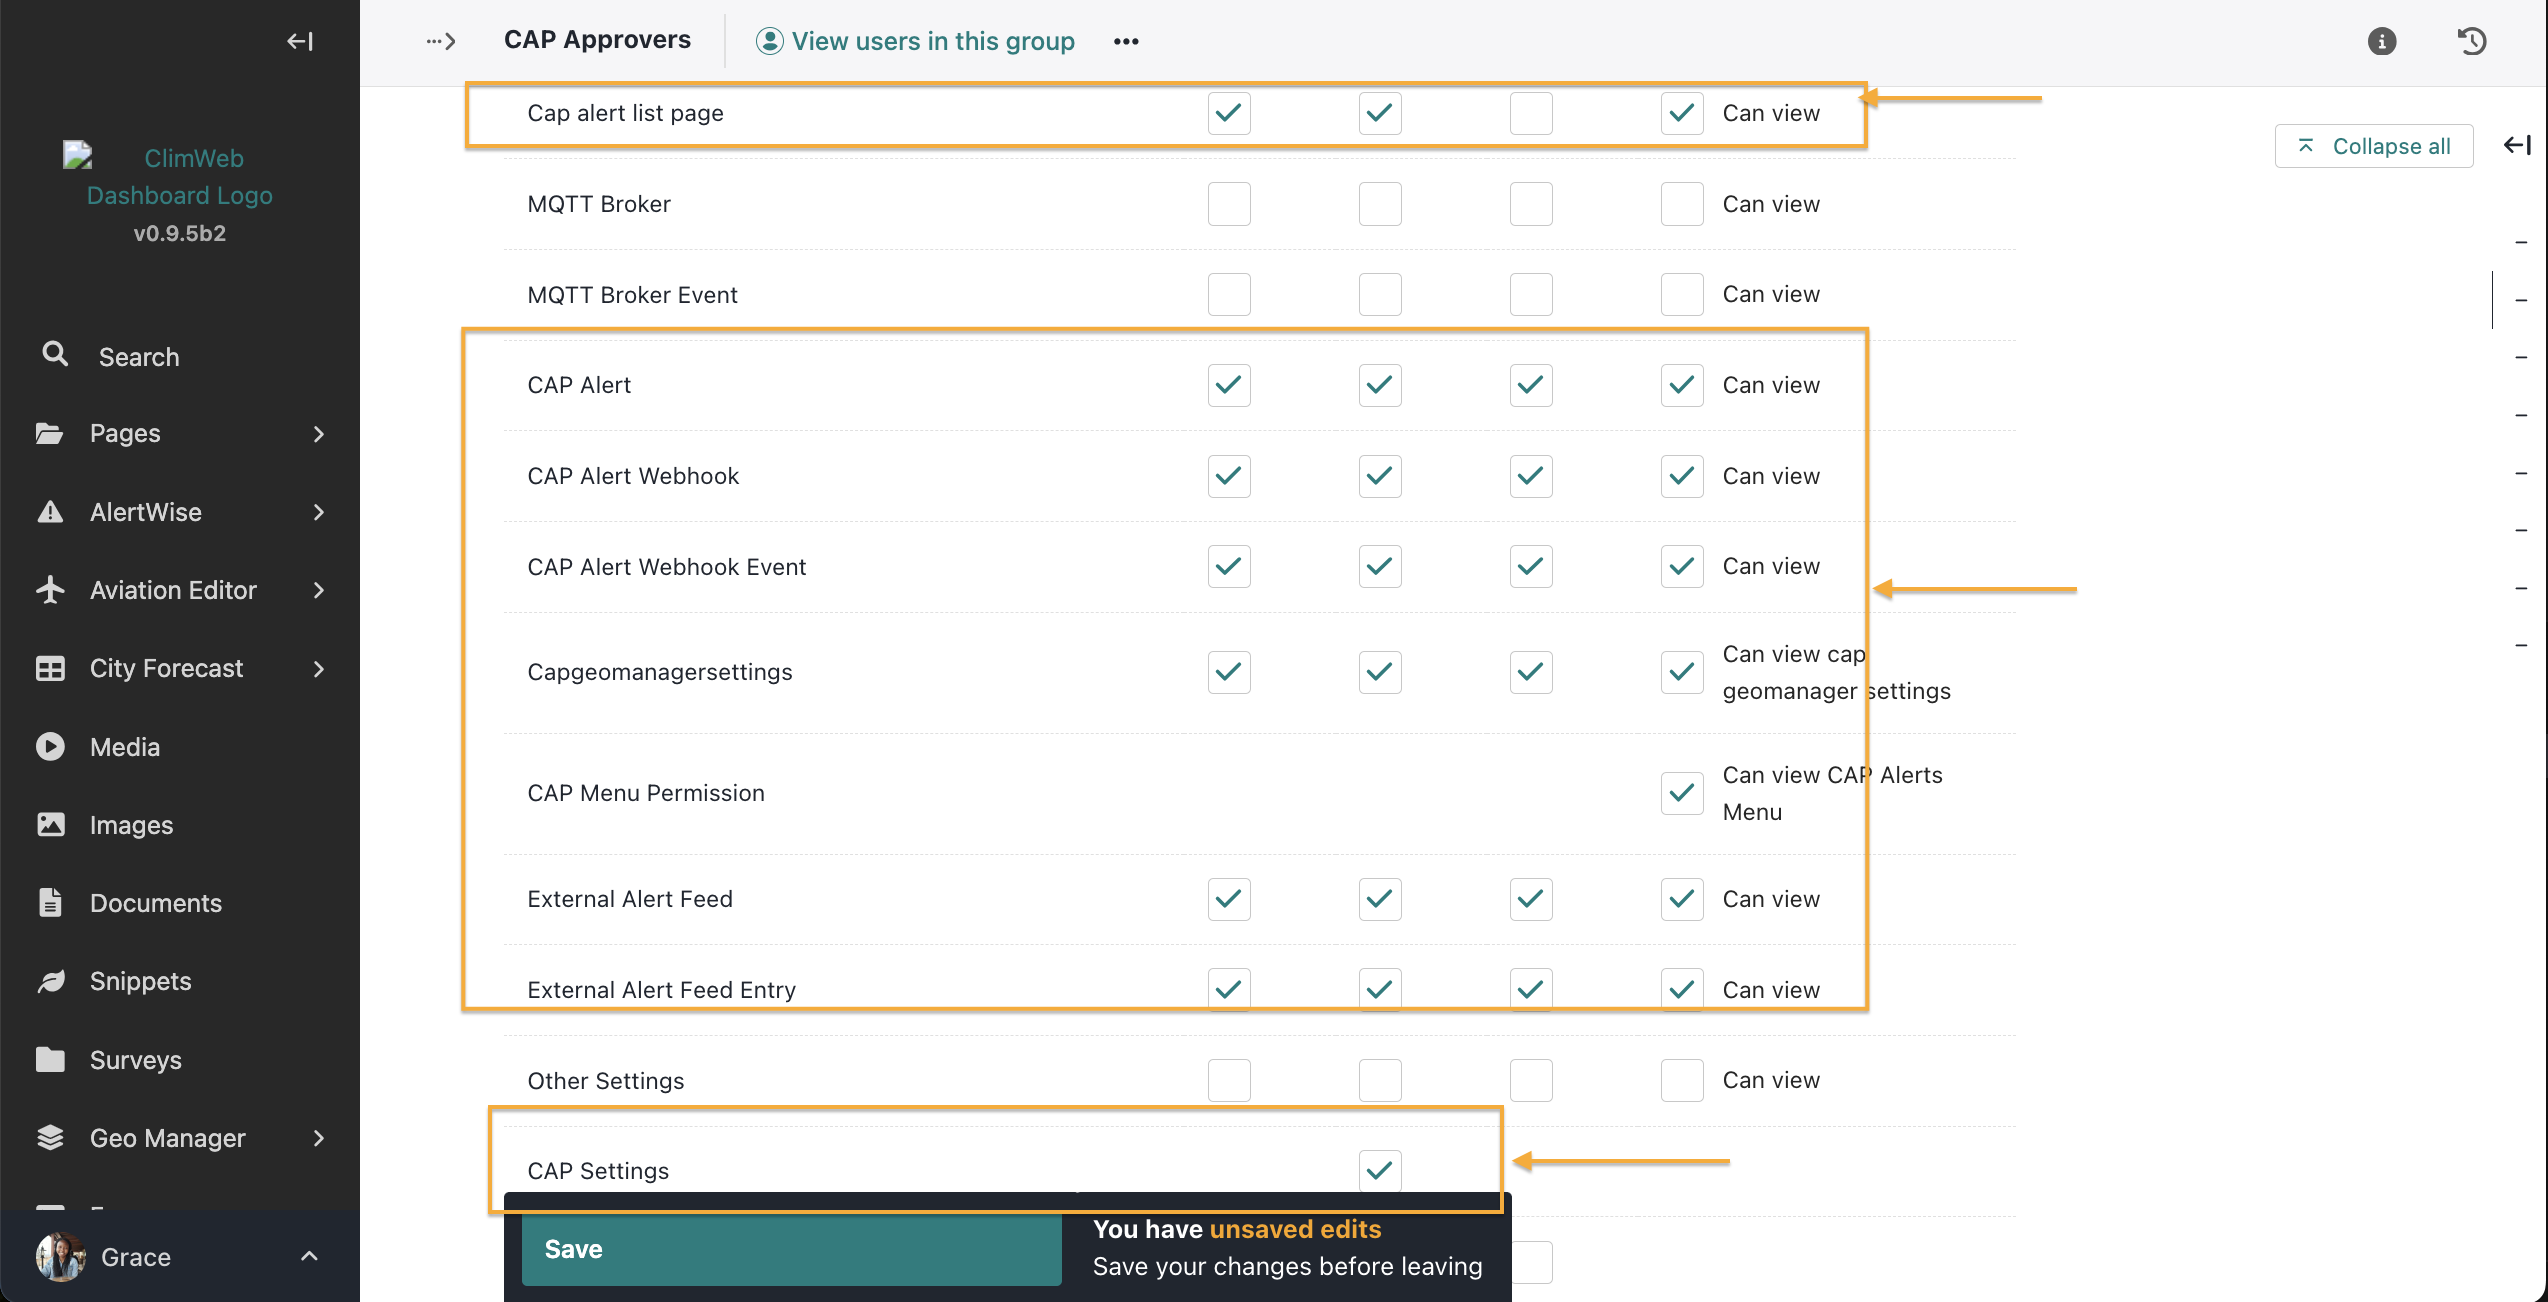 CAP Approvers
View users in this group
ClimWeb
Dashboard Logo
v0.9.5b2
Search
Pages
AlertWise
Aviation Editor
City Forecast
Media
Images
Documents
Snippets
Surveys
Geo Manager
Grace
Collapse all
Cap alert list page Can view
MQTT Broker Can view
MQTT Broker Event Can view
CAP Alert Can view
CAP Alert Webhook Can view
CAP Alert Webhook Event Can view
Capgeomanagersettings Can view cap
geomanager settings
CAP Menu Permission Can view CAP Alerts
Menu
External Alert Feed Can view
External Alert Feed Entry Can view
Other Settings Can view
CAP Settings
Save
You have unsaved edits
Save your changes before leaving